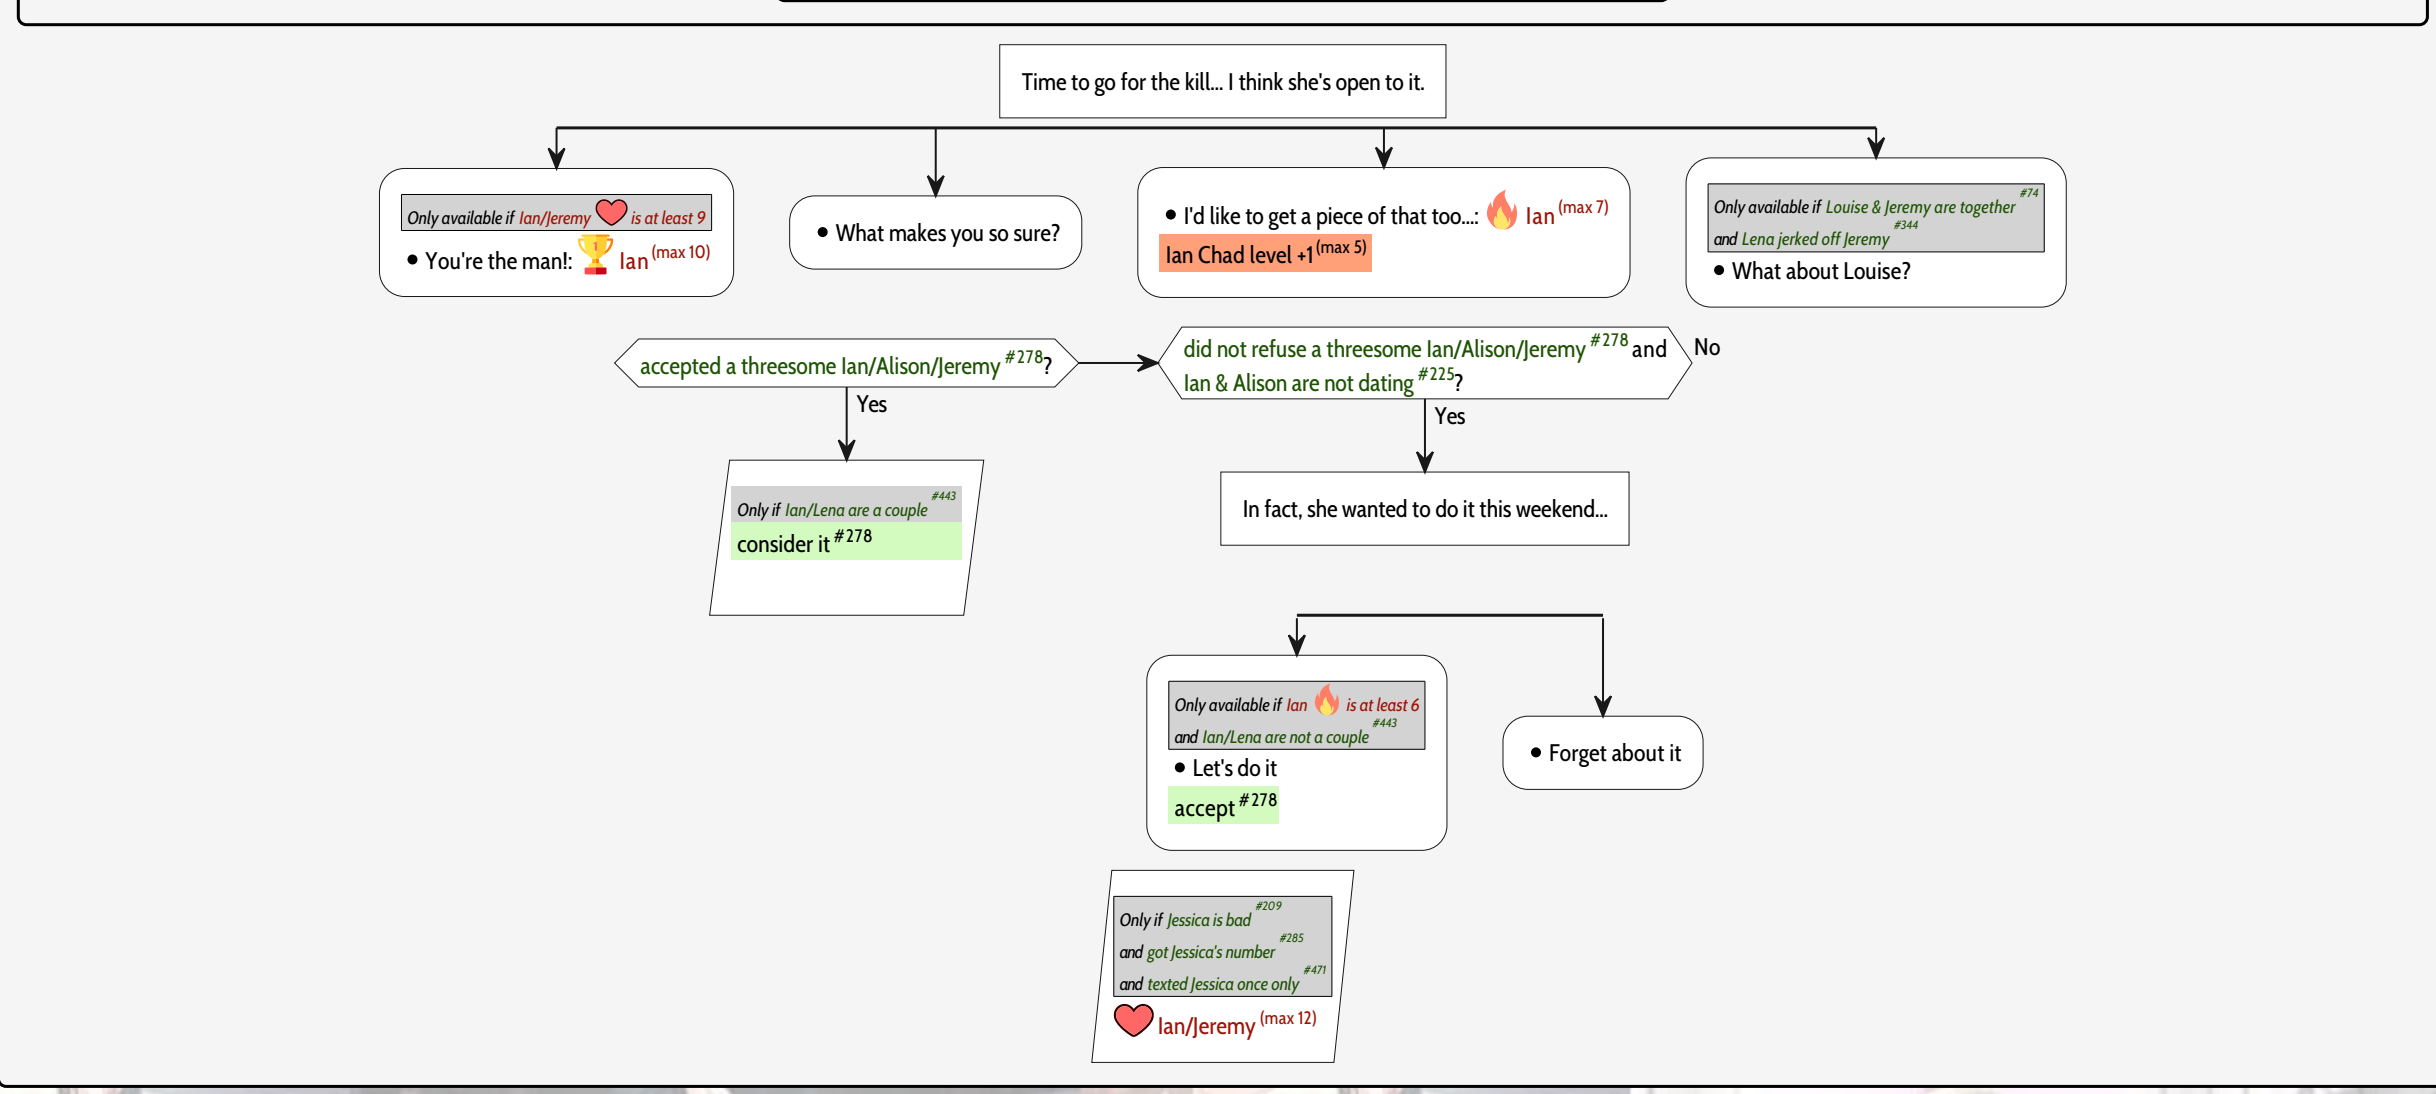 Time to go for the kill... I think she's open to it.
Only available if Ian/Jeremy is at least 9
• You're the man!: 1 Ian (max 10)
• What makes you so sure?
• I'd like to get a piece of that too...: Ian (max 7)
Ian Chad level +1 (max 5)
Only available if Louise & Jeremy are together #74
and Lena jerked off Jeremy #344
• What about Louise?
accepted a threesome Ian/Alison/Jeremy #278?
did not refuse a threesome Ian/Alison/Jeremy #278 and
Ian & Alison are not dating #225?
No
Yes
Yes
Only if Ian/Lena are a couple #443
consider it #278
In fact, she wanted to do it this weekend...
Only available if Ian is at least 6
and Ian/Lena are not a couple #443
• Let's do it
accept #278
• Forget about it
Only if Jessica is bad #209
and got Jessica's number #285
and texted Jessica once only #471
Ian/Jeremy (max 12)